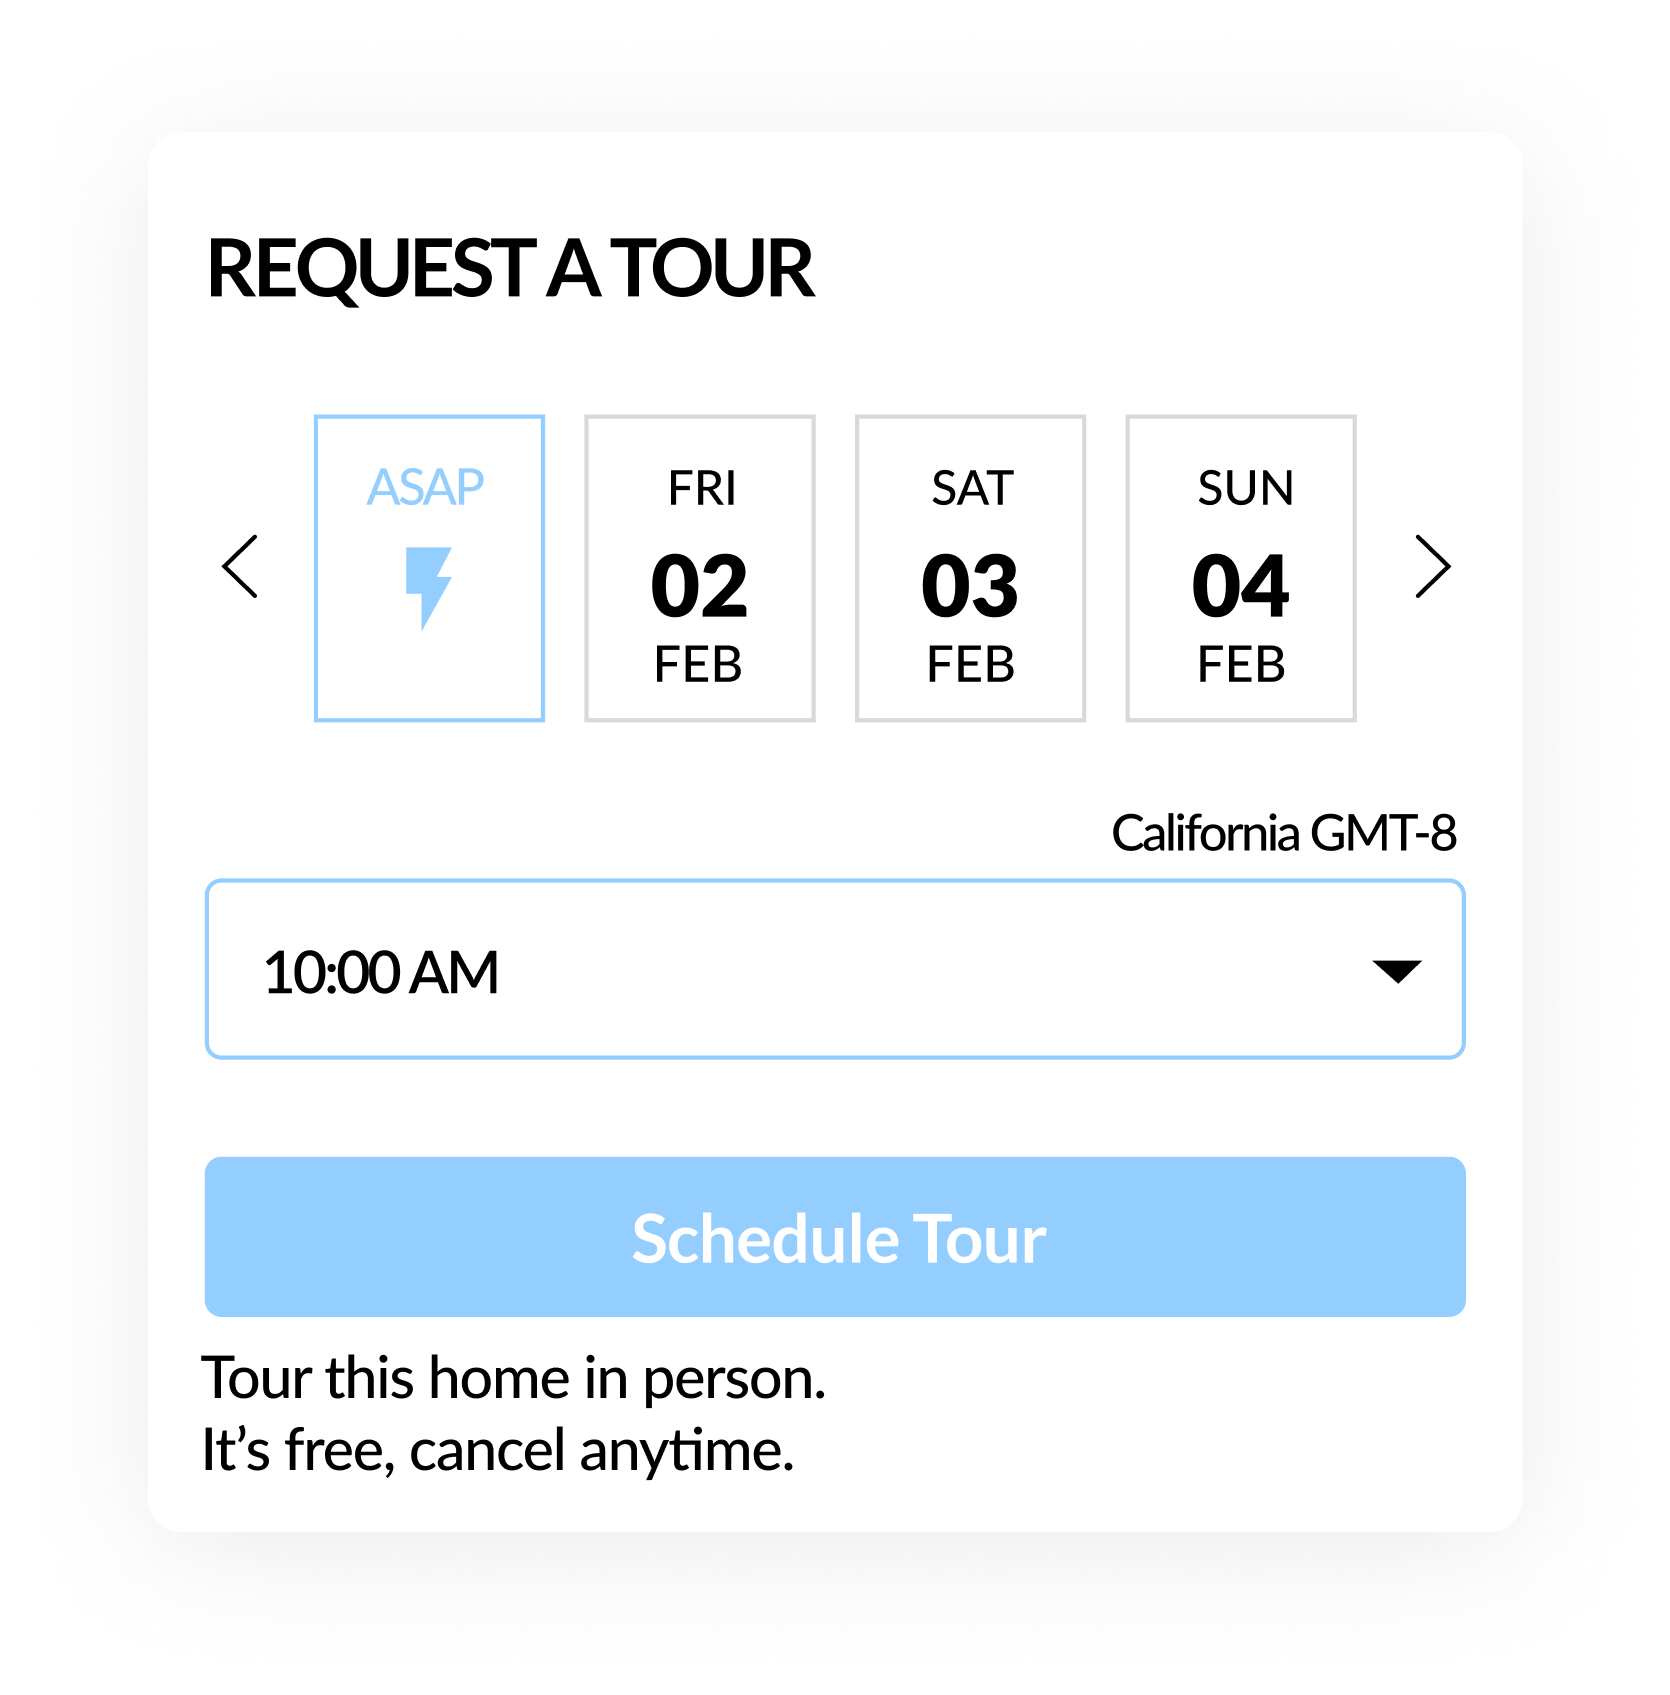 REQUEST A TOUR
ASAP FRI SAT SUN
02 03 04
FEB FEB FEB
California GMT-8
10:00 AM
Schedule Tour
Tour this home in person.
It’s free, cancel anytime.